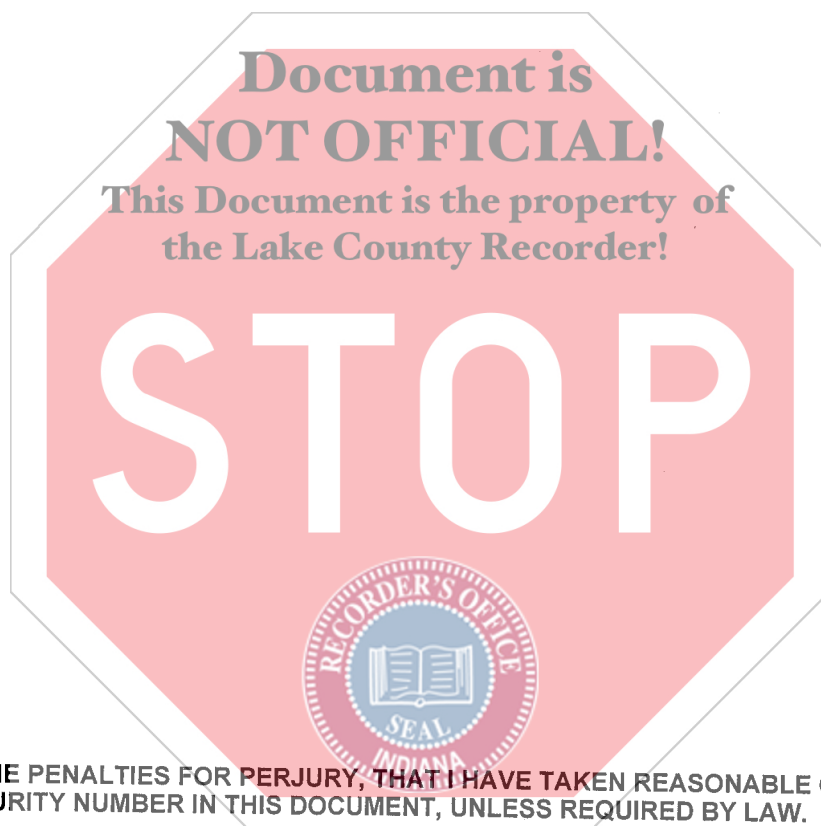 Document is
NOT OFFICIAL!
This Document is the property of
the Lake County Recorder!
STOP
RECORDER'S OFFICE
SEAL
INDIANA
PENALTIES FOR PERJURY, THAT I HAVE TAKEN REASONABLE
NUMBER IN THIS DOCUMENT, UNLESS REQUIRED BY LAW.